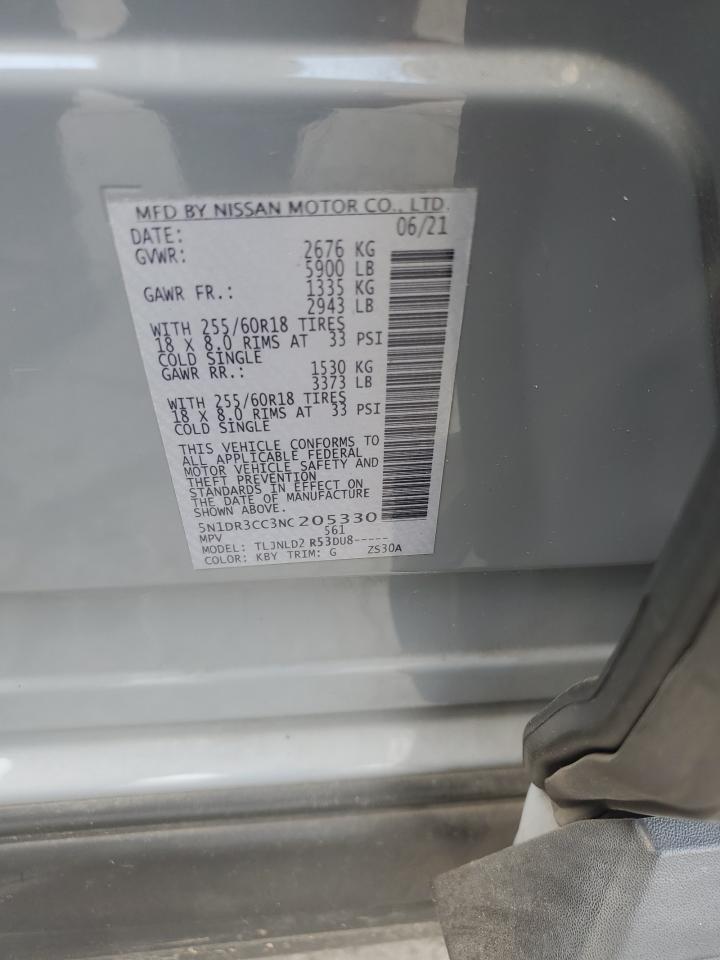 MFD BY NISSAN MOTOR CO., LTD.
DATE: 06/21
GVWR: 2676 KG
5900 LB
GAWR FR.: 1335 KG
2943 LB
WITH 255/60R18 TIRES
18 X 8.0 RIMS AT 33 PSI
COLD SINGLE
GAWR RR.: 1530 KG
3373 LB
WITH 255/60R18 TIRES
18 X 8.0 RIMS AT 33 PSI
COLD SINGLE
THIS VEHICLE CONFORMS TO
ALL APPLICABLE FEDERAL
MOTOR VEHICLE SAFETY AND
THEFT PREVENTION
STANDARDS IN EFFECT ON
THE DATE OF MANUFACTURE
SHOWN ABOVE.
5N1DR3CC3NC205330
MPV 561
MODEL: TLJNLD2 R53DU8-----
COLOR: KBY TRIM: G ZS30A